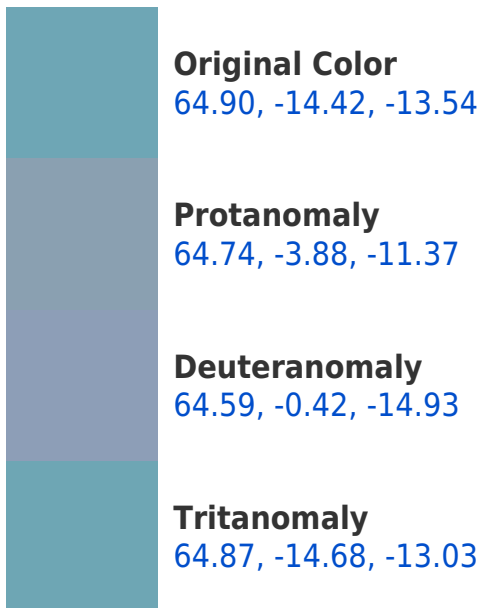 Original Color
64.90, -14.42, -13.54
Protanomaly
64.74, -3.88, -11.37
Deuteranomaly
64.59, -0.42, -14.93
Tritanomaly
64.87, -14.68, -13.03